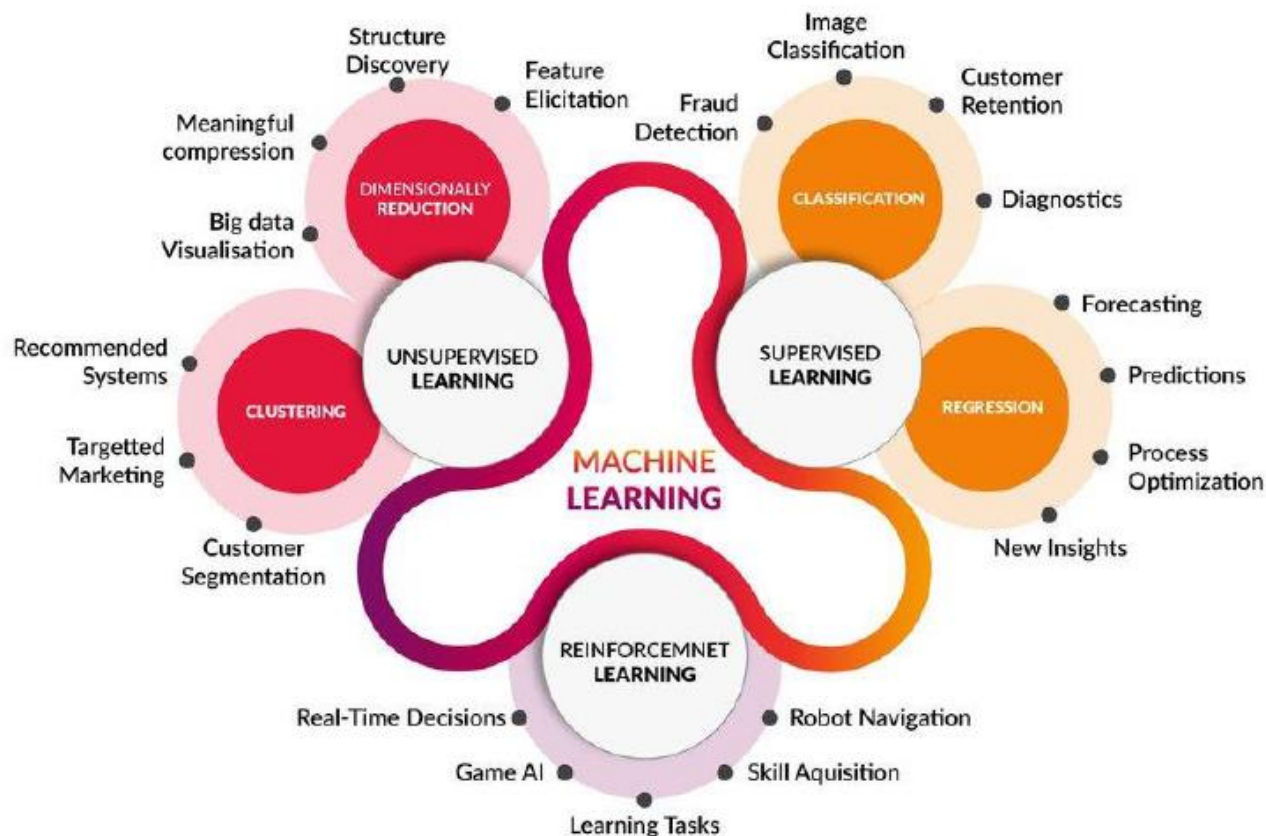 Structure
Discovery
Feature
Elicitation
Meaningful
compression
DIMENSIONALLY
REDUCTION
Big data
Visualisation
Recommended
Systems
CLUSTERING
Targetted
Marketing
Customer
Segmentation
UNSUPERVISED
LEARNING
Image
Classification
Customer
Retention
Fraud
Detection
CLASSIFICATION
Diagnostics
SUPERVISED
LEARNING
Forecasting
Predictions
REGRESSION
Process
Optimization
New Insights
MACHINE
LEARNING
REINFORCEMNET
LEARNING
Real-Time Decisions
Robot Navigation
Game AI
Skill Aquisition
Learning Tasks